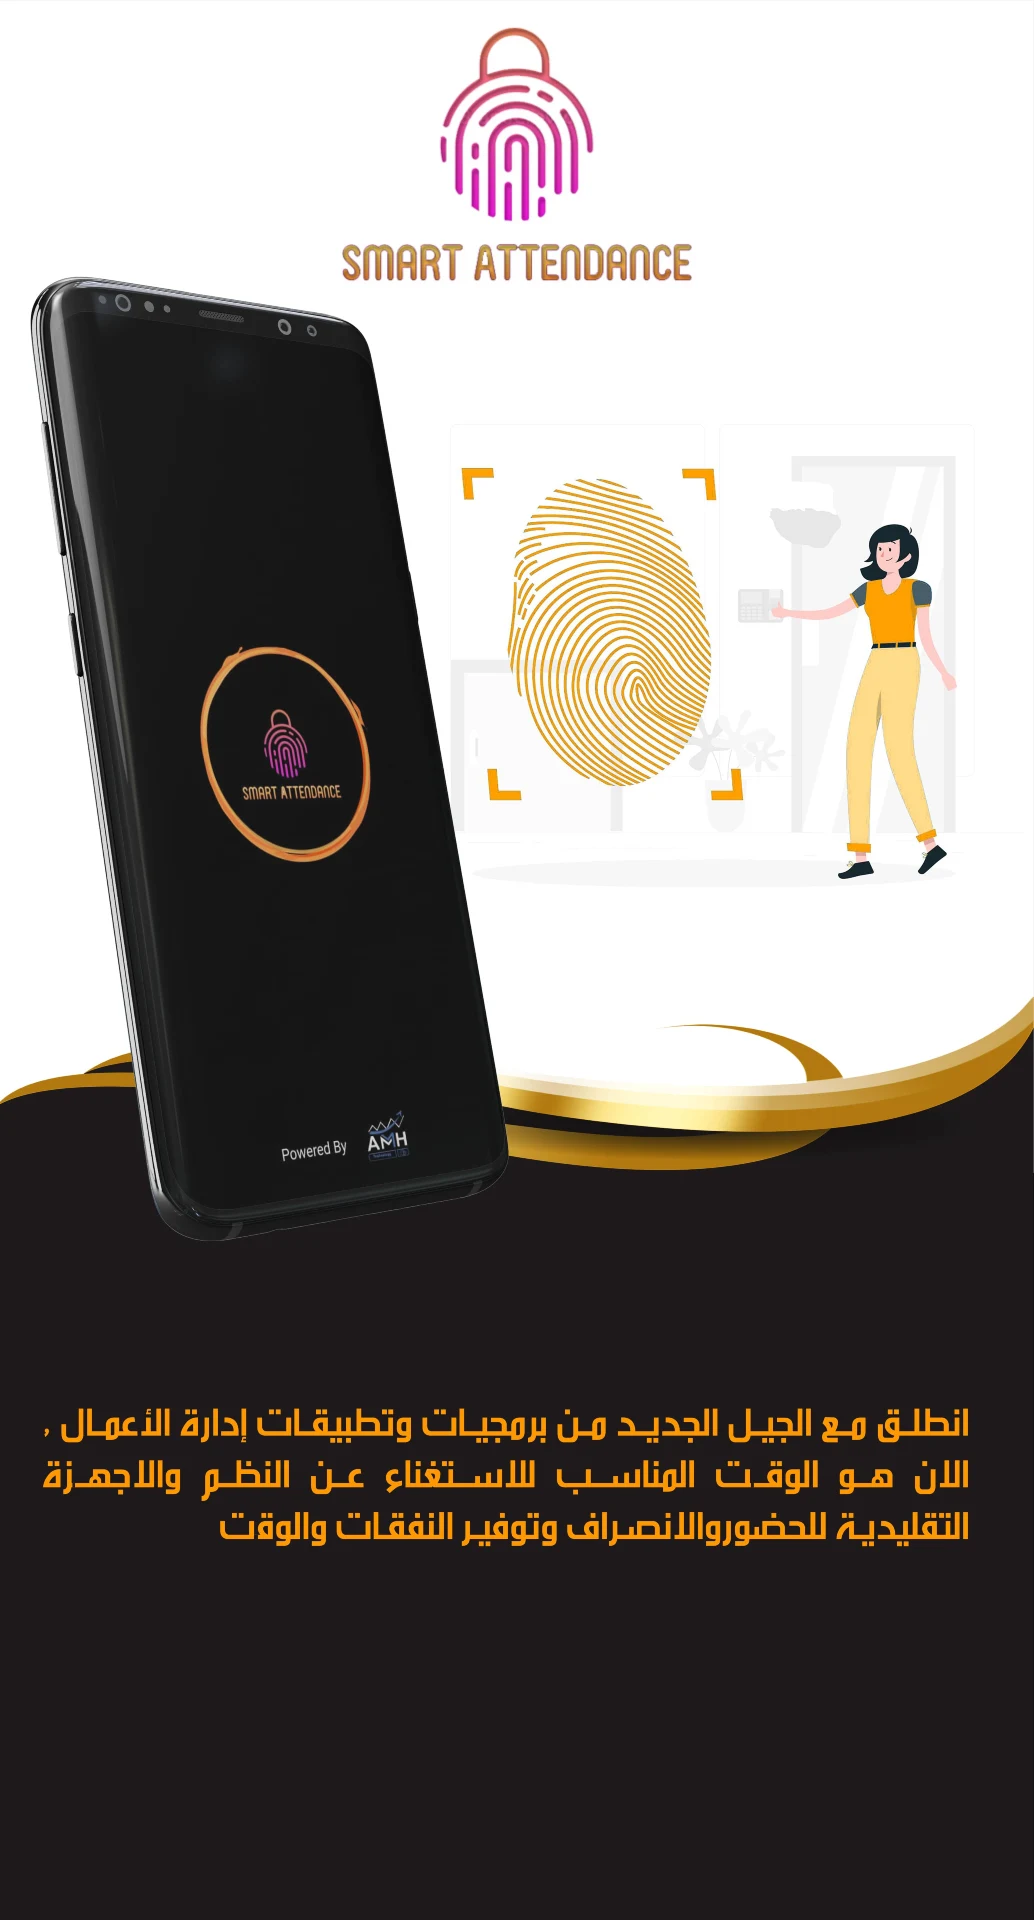 SMART ATTENDANCE
SMART ATTENDANCE
Powered By AMH
انطلق مع الجيل الجديد من برمجيات وتطبيقات إدارة الأعمال ,
الان هو الوقت المناسب للاستغناء عن النظم والاجهزة
التقليدية للحضوروالانصراف وتوفير النفقات والوقت